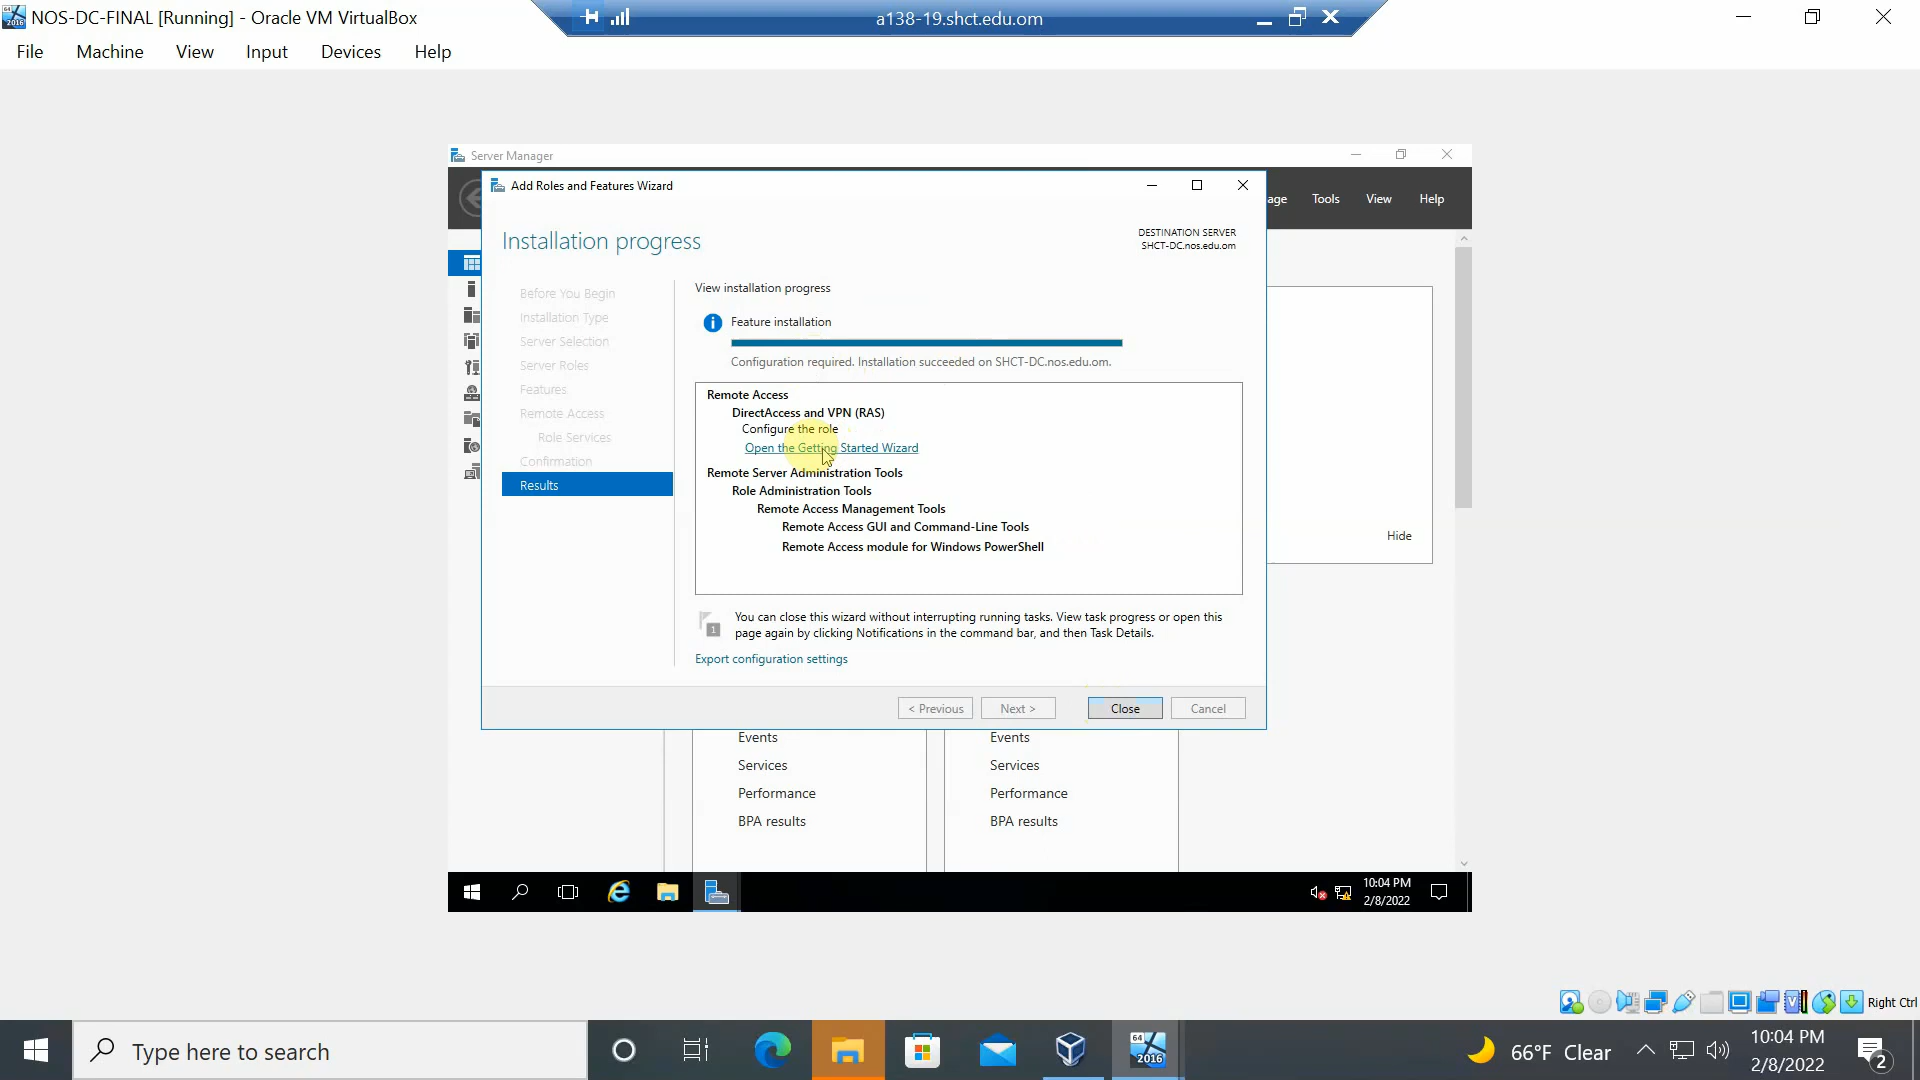 NOS-DC-FINAL [Running] - Oracle VM VirtualBox
a138-19.shct.edu.om
File Machine View Input Devices Help
Server Manager
Add Roles and Features Wizard
age Tools View Help
Installation progress
DESTINATION SERVER
SHCT-DC.nos.edu.om
Before You Begin
Installation Type
Server Selection
Server Roles
Features
Remote Access
Role Services
Confirmation
Results
View installation progress
Feature installation
Configuration required. Installation succeeded on SHCT-DC.nos.edu.om.
Remote Access
DirectAccess and VPN (RAS)
Configure the role
Open the Getting Started Wizard
Remote Server Administration Tools
Role Administration Tools
Remote Access Management Tools
Remote Access GUI and Command-Line Tools
Remote Access module for Windows PowerShell
Hide
1
You can close this wizard without interrupting running tasks. View task progress or open this
page again by clicking Notifications in the command bar, and then Task Details.
Export configuration settings
< Previous Next > Close Cancel
Events Events
Services Services
Performance Performance
BPA results BPA results
10:04 PM
2/8/2022
Right Ctrl
Type here to search
64
2016
66°F Clear
10:04 PM
2/8/2022
2